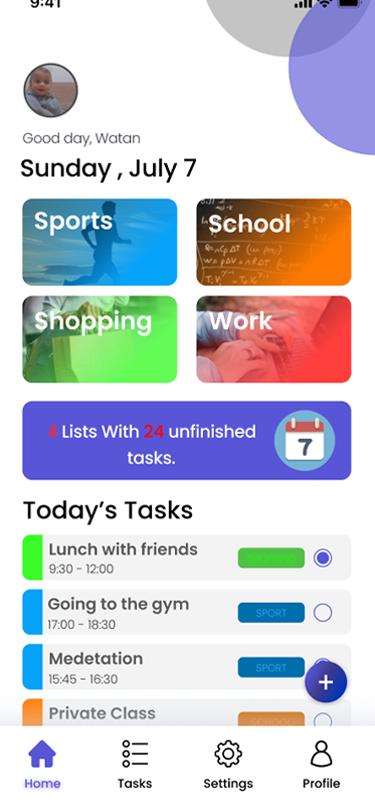 9:41
Good day, Watan
Sunday , July 7
Sports
School
Shopping
Work
4 Lists With 24 unfinished
tasks.
7
Today's Tasks
Lunch with friends
9:30 - 12:00
Going to the gym
17:00 - 18:30
SPORT
Medetation
15:45 - 16:30
SPORT
Private Class
SCHOOL
Home
Tasks
Settings
Profile